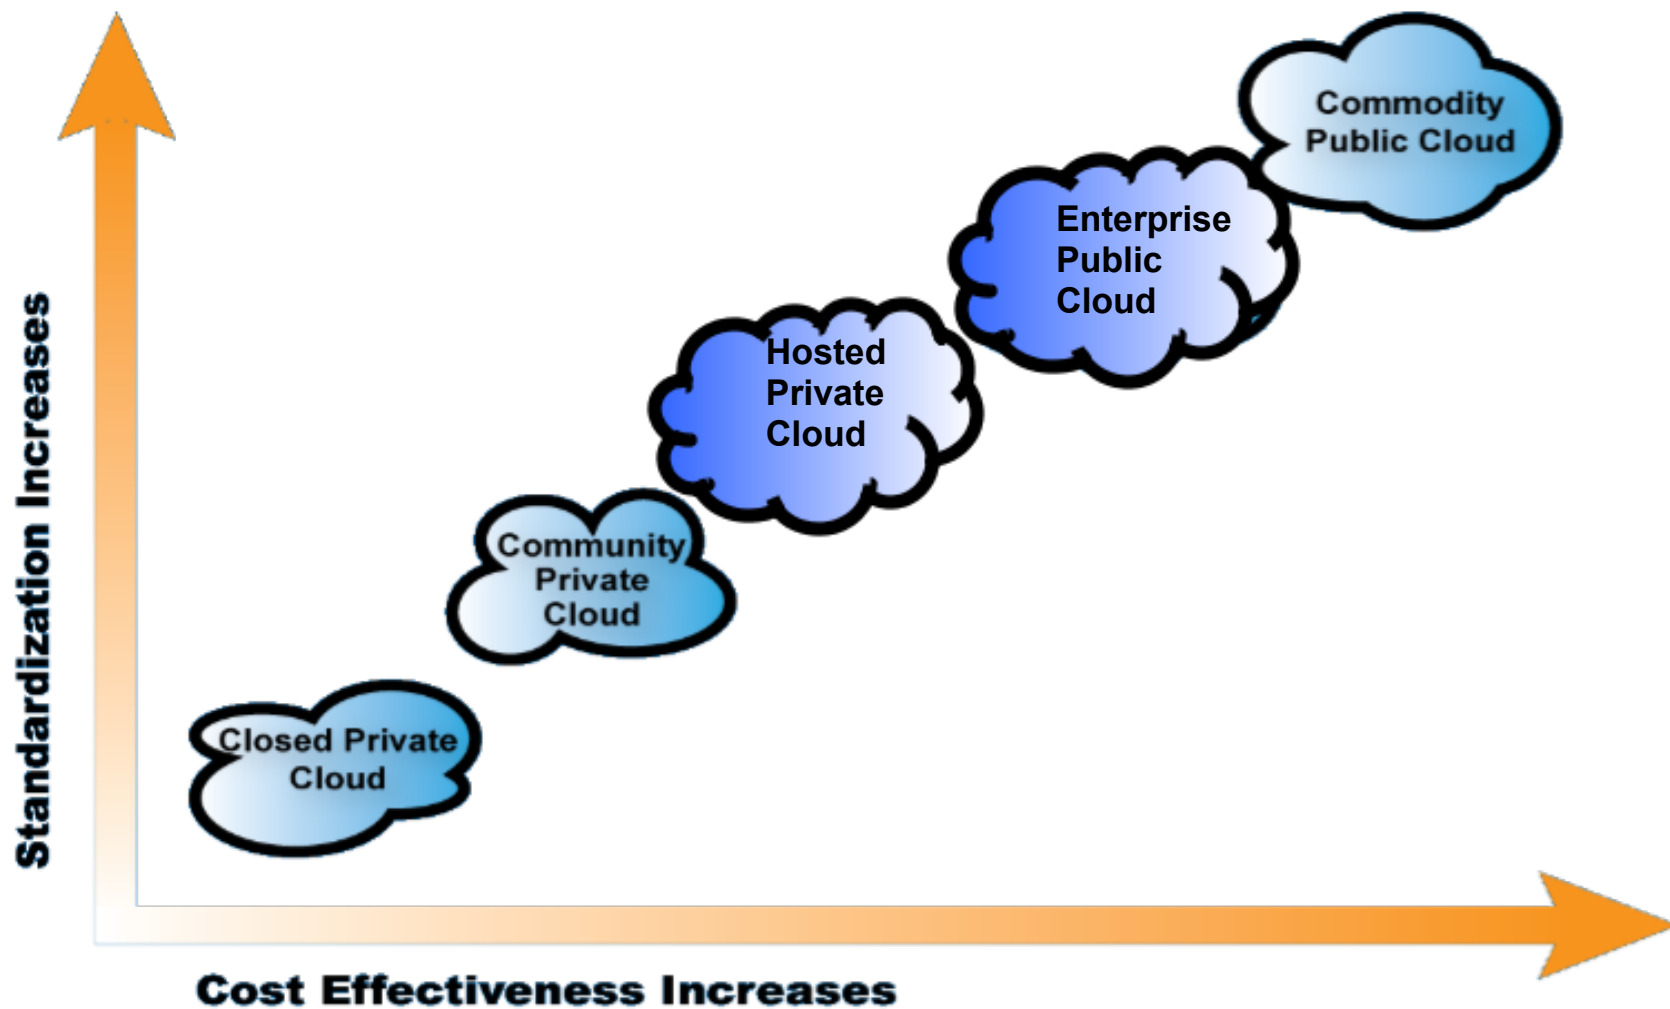 Commodity
Public Cloud
Enterprise
Public
Cloud
Hosted
Private
Cloud
Community
Private
Cloud
Closed Private
Cloud
Standardization Increases
Cost Effectiveness Increases